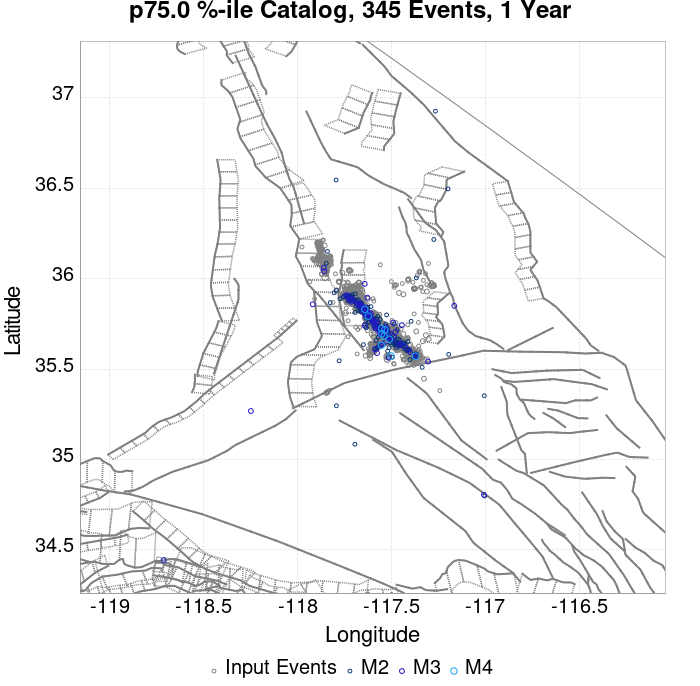 p75.0 %-ile Catalog, 345 Events, 1 Year
37
36.5
36
35.5
35
34.5
Latitude
-119
-118.5
-118
-117.5
-117
-116.5
Longitude
Input Events
M2
M3
M4